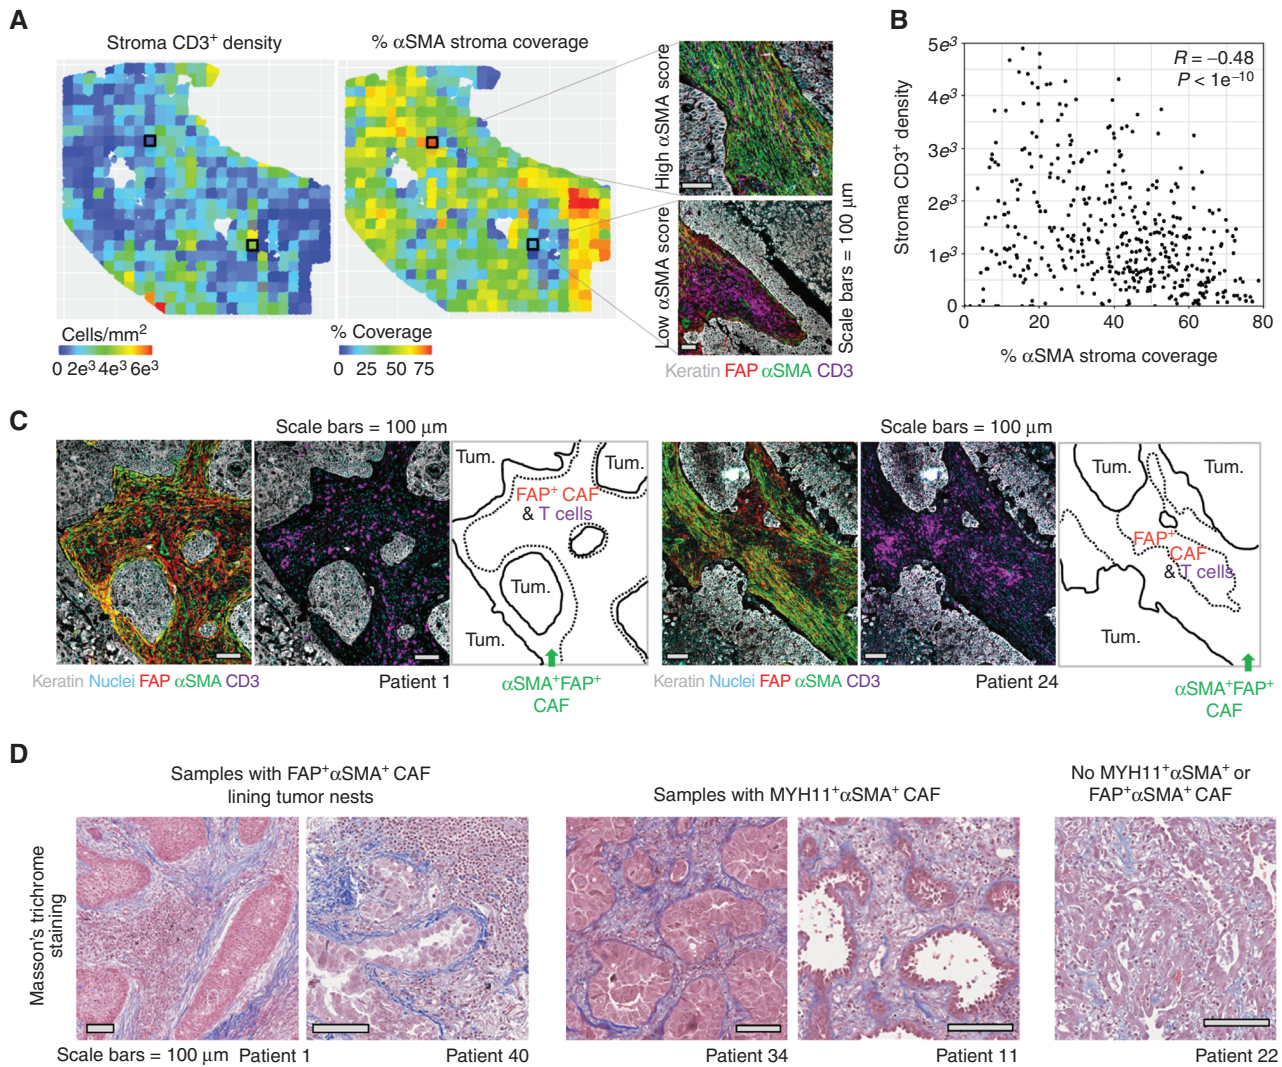 A
Stroma CD3⁺ density
% αSMA stroma coverage
High αSMA score
Low αSMA score
Scale bars = 100 μm
Cells/mm²
0 2e³ 4e³ 6e³
% Coverage
0 25 50 75
Keratin FAP αSMA CD3
B
R = −0.48
P < 1e⁻¹⁰
Stroma CD3⁺ density
5e³
4e³
3e³
2e³
1e³
0
0 20 40 60 80
% αSMA stroma coverage
C
Scale bars = 100 μm
Tum.
Tum.
FAP⁺ CAF
& T cells
Tum.
Tum.
Keratin Nuclei FAP αSMA CD3
Patient 1
αSMA⁺FAP⁺
CAF
Scale bars = 100 μm
Tum.
Tum.
FAP⁺
CAF
& T cells
Tum.
Keratin Nuclei FAP αSMA CD3
Patient 24
αSMA⁺FAP⁺
CAF
D
Samples with FAP⁺αSMA⁺ CAF
lining tumor nests
Samples with MYH11⁺αSMA⁺ CAF
No MYH11⁺αSMA⁺ or
FAP⁺αSMA⁺ CAF
Masson's trichrome
staining
Scale bars = 100 μm
Patient 1
Patient 40
Patient 34
Patient 11
Patient 22